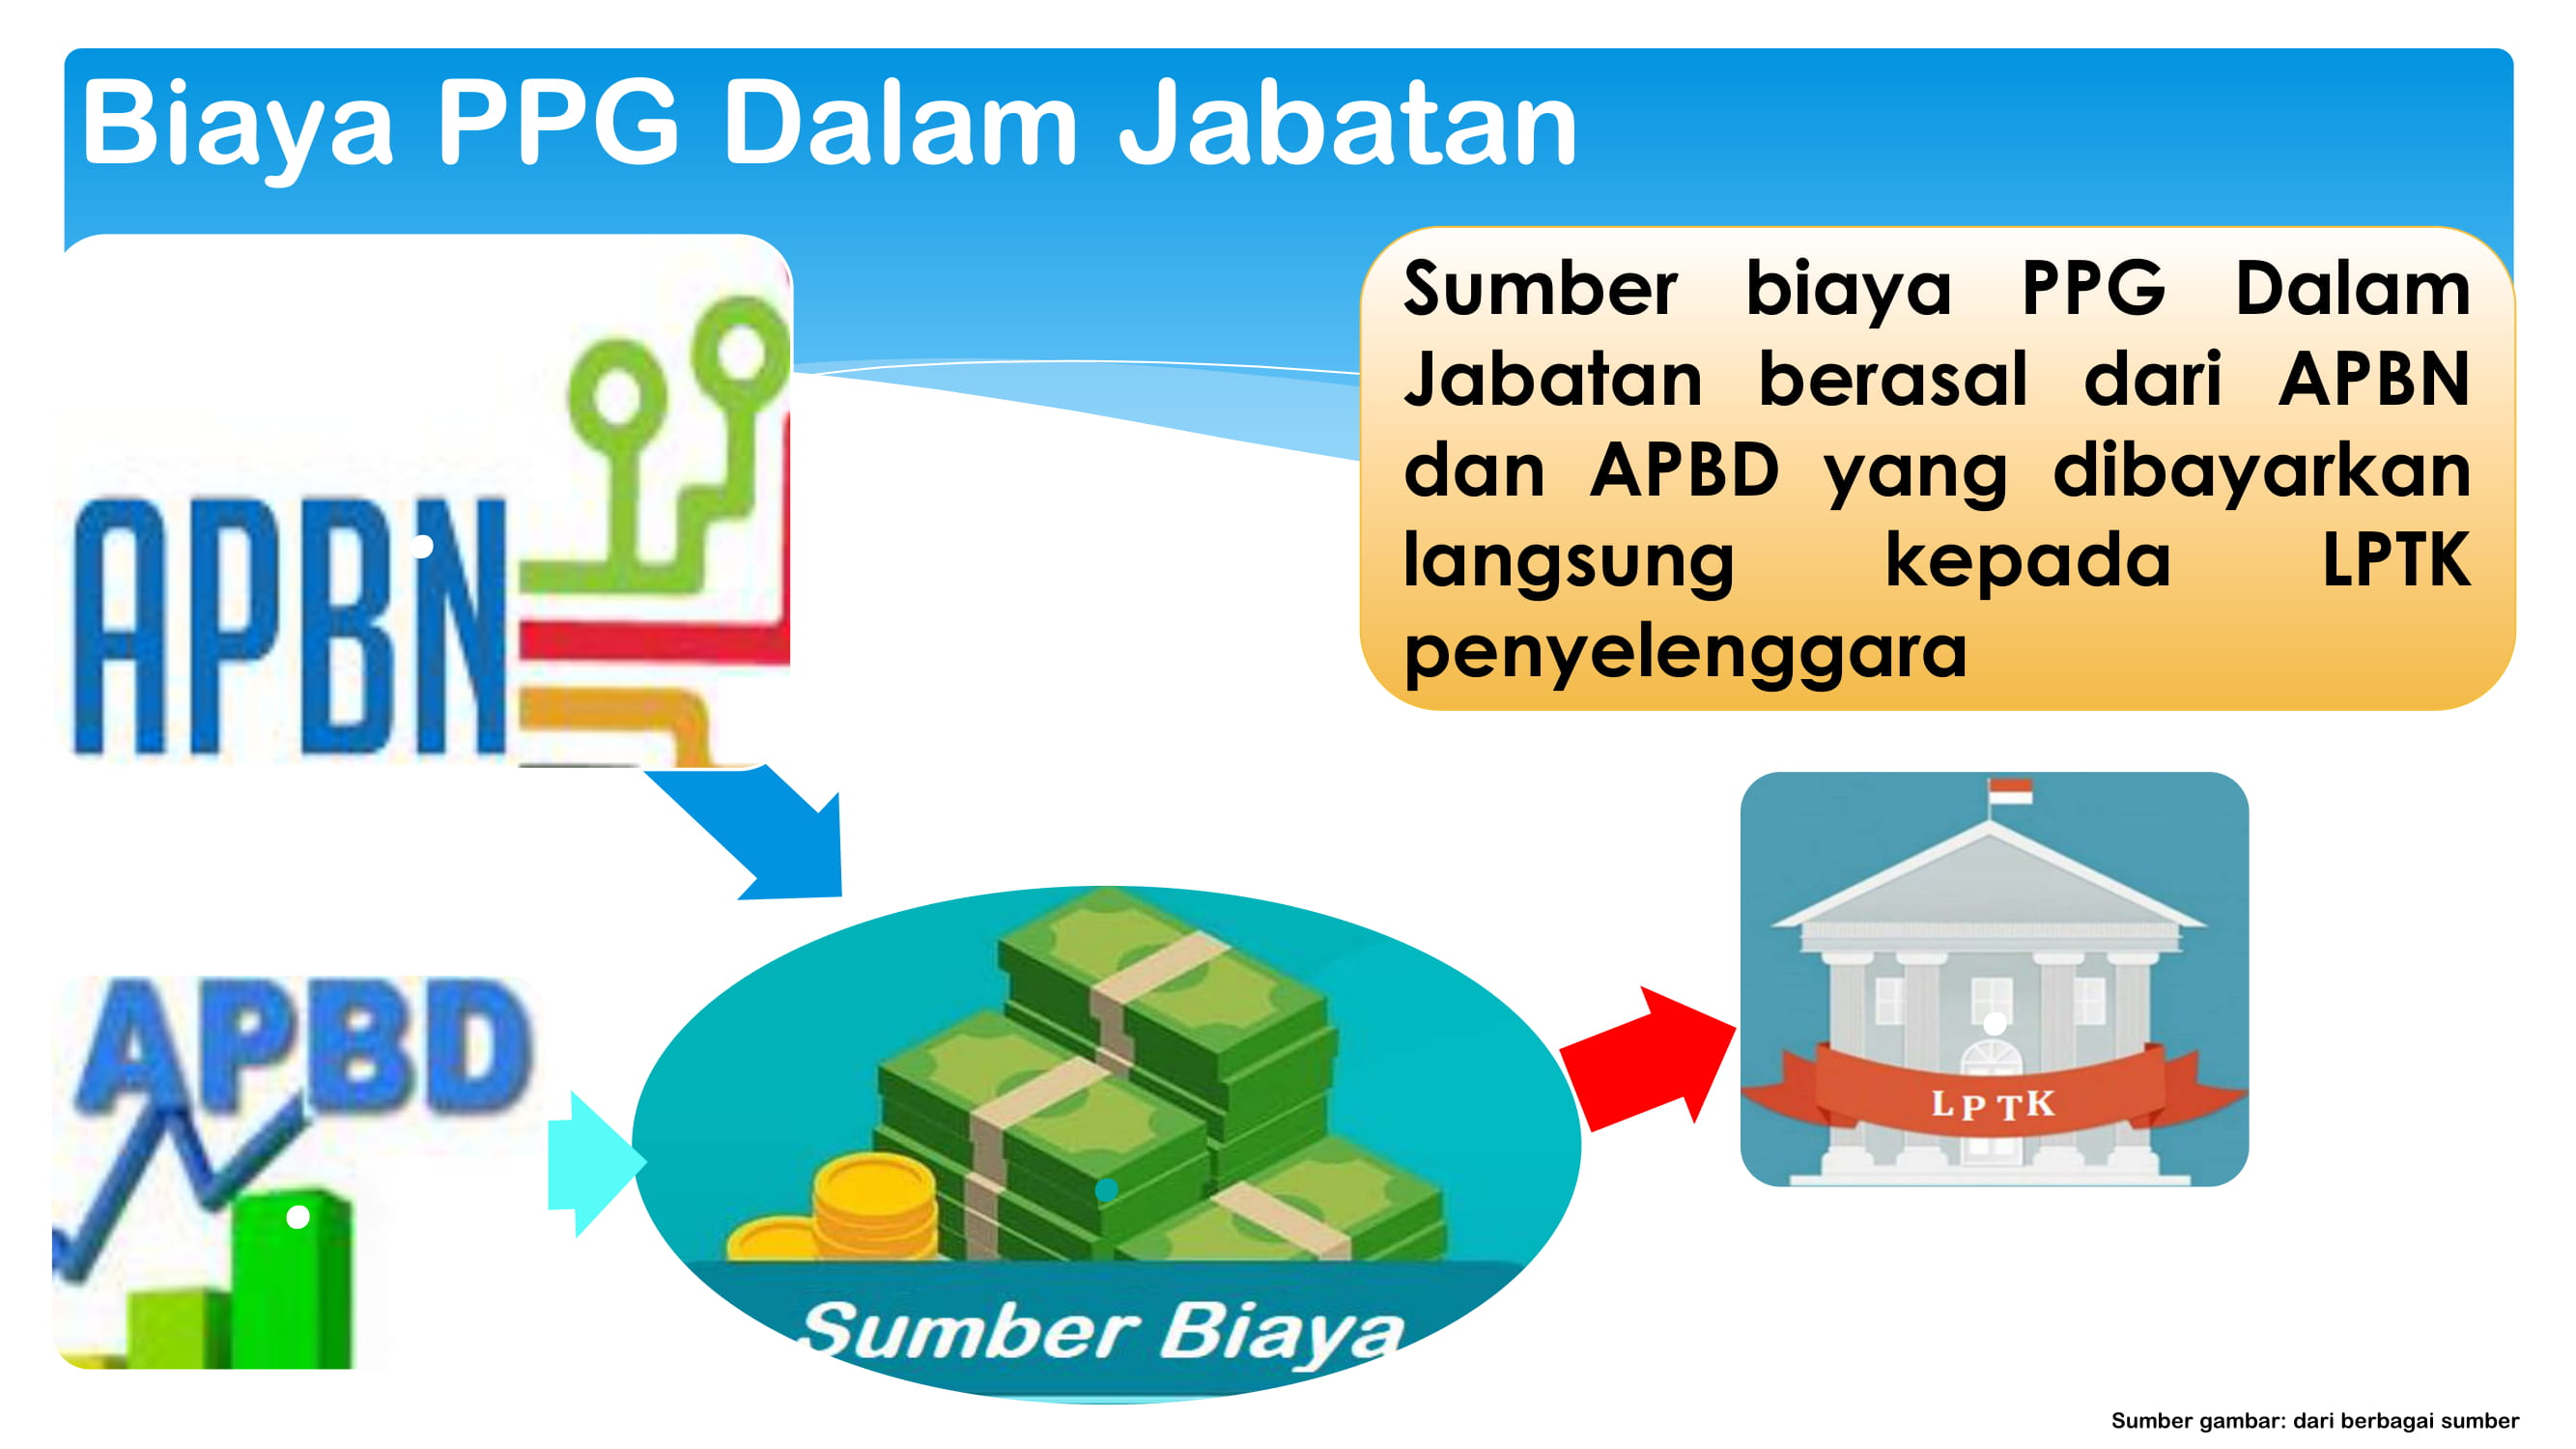 Biaya PPG Dalam Jabatan
Sumber biaya PPG Dalam
Jabatan berasal dari APBN
dan APBD yang dibayarkan
langsung kepada LPTK
penyelenggara
APBN
APBD
Sumber Biaya
LPTK
Sumber gambar: dari berbagai sumber